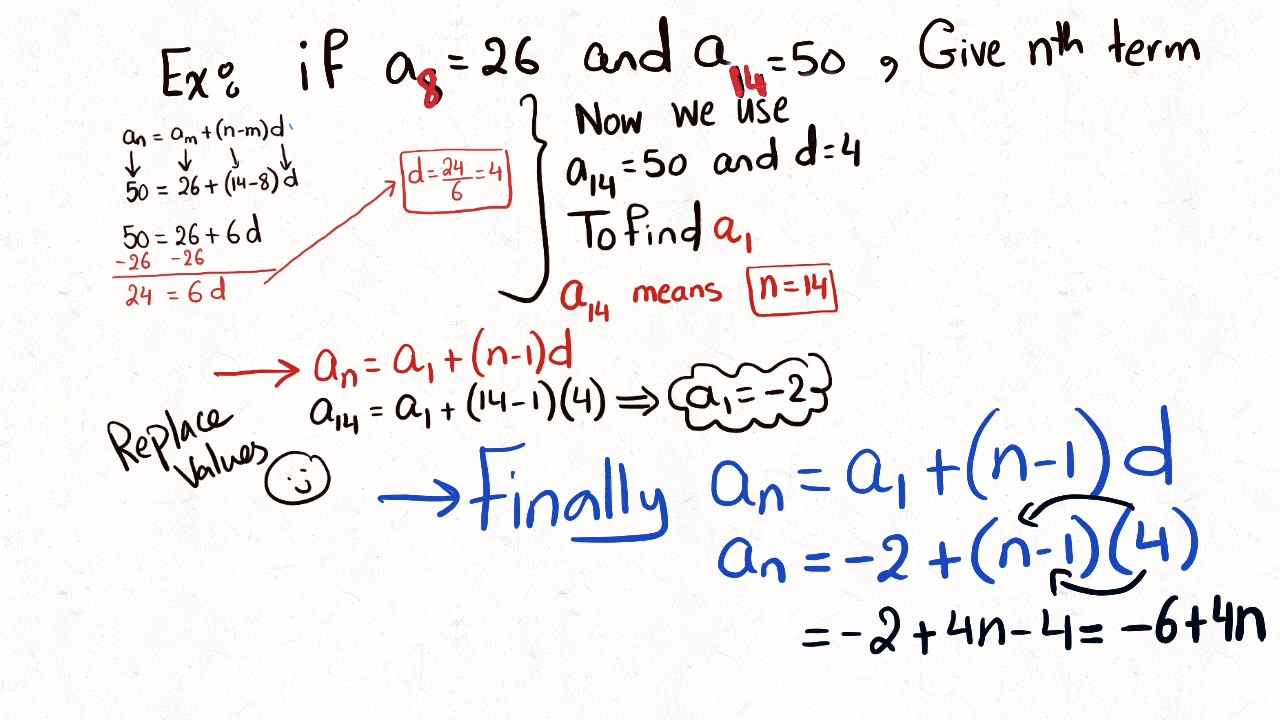 Ex: if a₈ = 26 and a₁₄ = 50 , Give nth term
aₙ = aₘ + (n-m)d
50 = 26 + (14-8)d
50 = 26 + 6d
-26 -26
24 = 6d
d = 24/6 = 4
Now we use
a₁₄ = 50 and d = 4
To find a₁
a₁₄ means n = 14
→ aₙ = a₁ + (n-1)d
a₁₄ = a₁ + (14-1)(4) ⇒ a₁ = -2
Replace
Values
→ Finally aₙ = a₁ + (n-1)d
aₙ = -2 + (n-1)(4)
= -2 + 4n - 4 = -6 + 4n